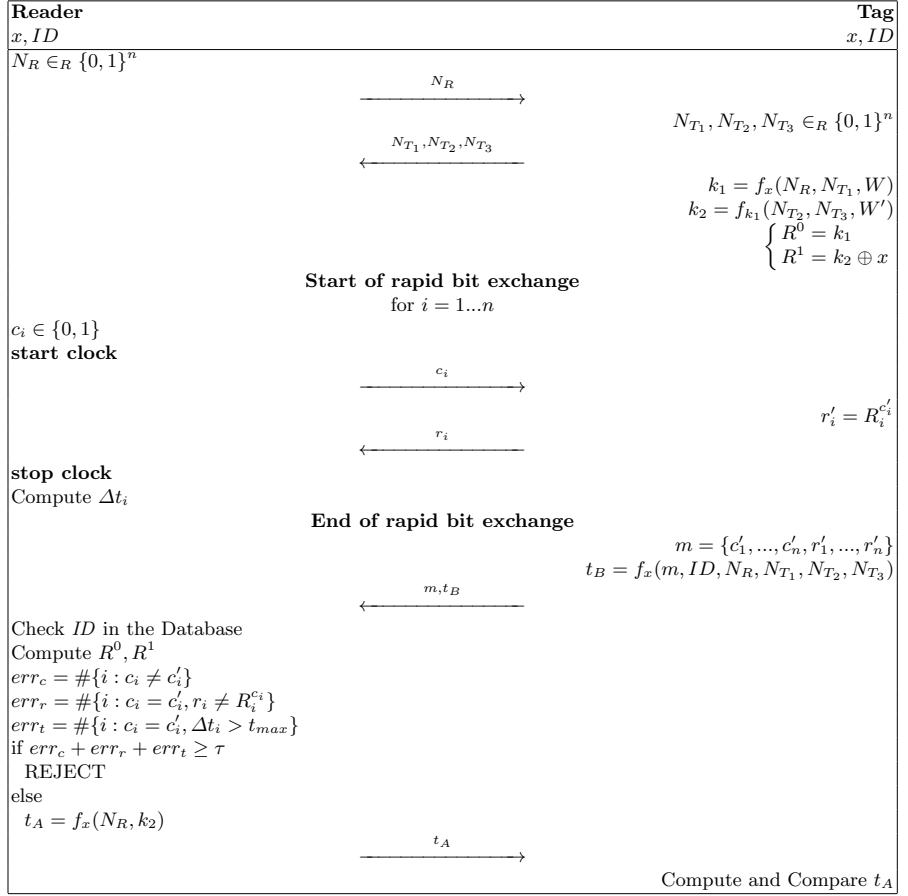 Reader Tag
x, ID x, ID
N_R ∈_R {0, 1}^n
N_R
N_{T_1}, N_{T_2}, N_{T_3} ∈_R {0, 1}^n
N_{T_1}, N_{T_2}, N_{T_3}
k_1 = f_x(N_R, N_{T_1}, W)
k_2 = f_{k_1}(N_{T_2}, N_{T_3}, W')
{ R^0 = k_1
R^1 = k_2 ⊕ x
Start of rapid bit exchange
for i = 1...n
c_i ∈ {0, 1}
start clock
c_i
r'_i = R_i^{c'_i}
r_i
stop clock
Compute Δt_i
End of rapid bit exchange
m = {c'_1, ..., c'_n, r'_1, ..., r'_n}
t_B = f_x(m, ID, N_R, N_{T_1}, N_{T_2}, N_{T_3})
m, t_B
Check ID in the Database
Compute R^0, R^1
err_c = #{i : c_i ≠ c'_i}
err_r = #{i : c_i = c'_i, r_i ≠ R_i^{c_i}}
err_t = #{i : c_i = c'_i, Δt_i > t_{max}}
if err_c + err_r + err_t ≥ τ
REJECT
else
t_A = f_x(N_R, k_2)
t_A
Compute and Compare t_A